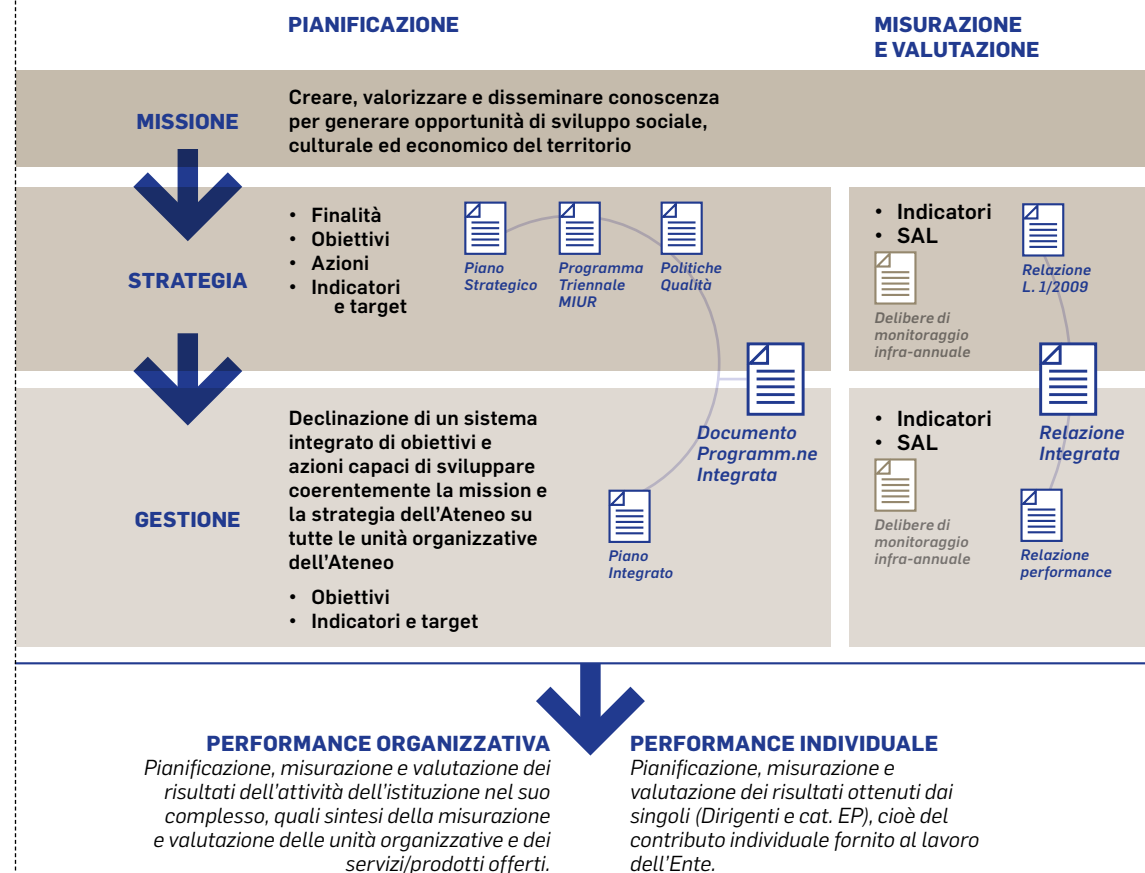 PIANIFICAZIONE
MISURAZIONE
E VALUTAZIONE
MISSIONE
Creare, valorizzare e disseminare conoscenza
per generare opportunità di sviluppo sociale,
culturale ed economico del territorio
STRATEGIA
• Finalità
• Obiettivi
• Azioni
• Indicatori
e target
Piano
Strategico
Programma
Triennale
MIUR
Politiche
Qualità
• Indicatori
• SAL
Delibere di
monitoraggio
infra-annuale
Relazione
L. 1/2009
GESTIONE
Declinazione di un sistema
integrato di obiettivi e
azioni capaci di sviluppare
coerentemente la mission e
la strategia dell'Ateneo su
tutte le unità organizzative
dell'Ateneo
• Obiettivi
• Indicatori e target
Piano
Integrato
Documento
Programm.ne
Integrata
• Indicatori
• SAL
Delibere di
monitoraggio
infra-annuale
Relazione
Integrata
Relazione
performance
PERFORMANCE ORGANIZZATIVA
Pianificazione, misurazione e valutazione dei
risultati dell'attività dell'istituzione nel suo
complesso, quali sintesi della misurazione
e valutazione delle unità organizzative e dei
servizi/prodotti offerti.
PERFORMANCE INDIVIDUALE
Pianificazione, misurazione e
valutazione dei risultati ottenuti dai
singoli (Dirigenti e cat. EP), cioè del
contributo individuale fornito al lavoro
dell'Ente.